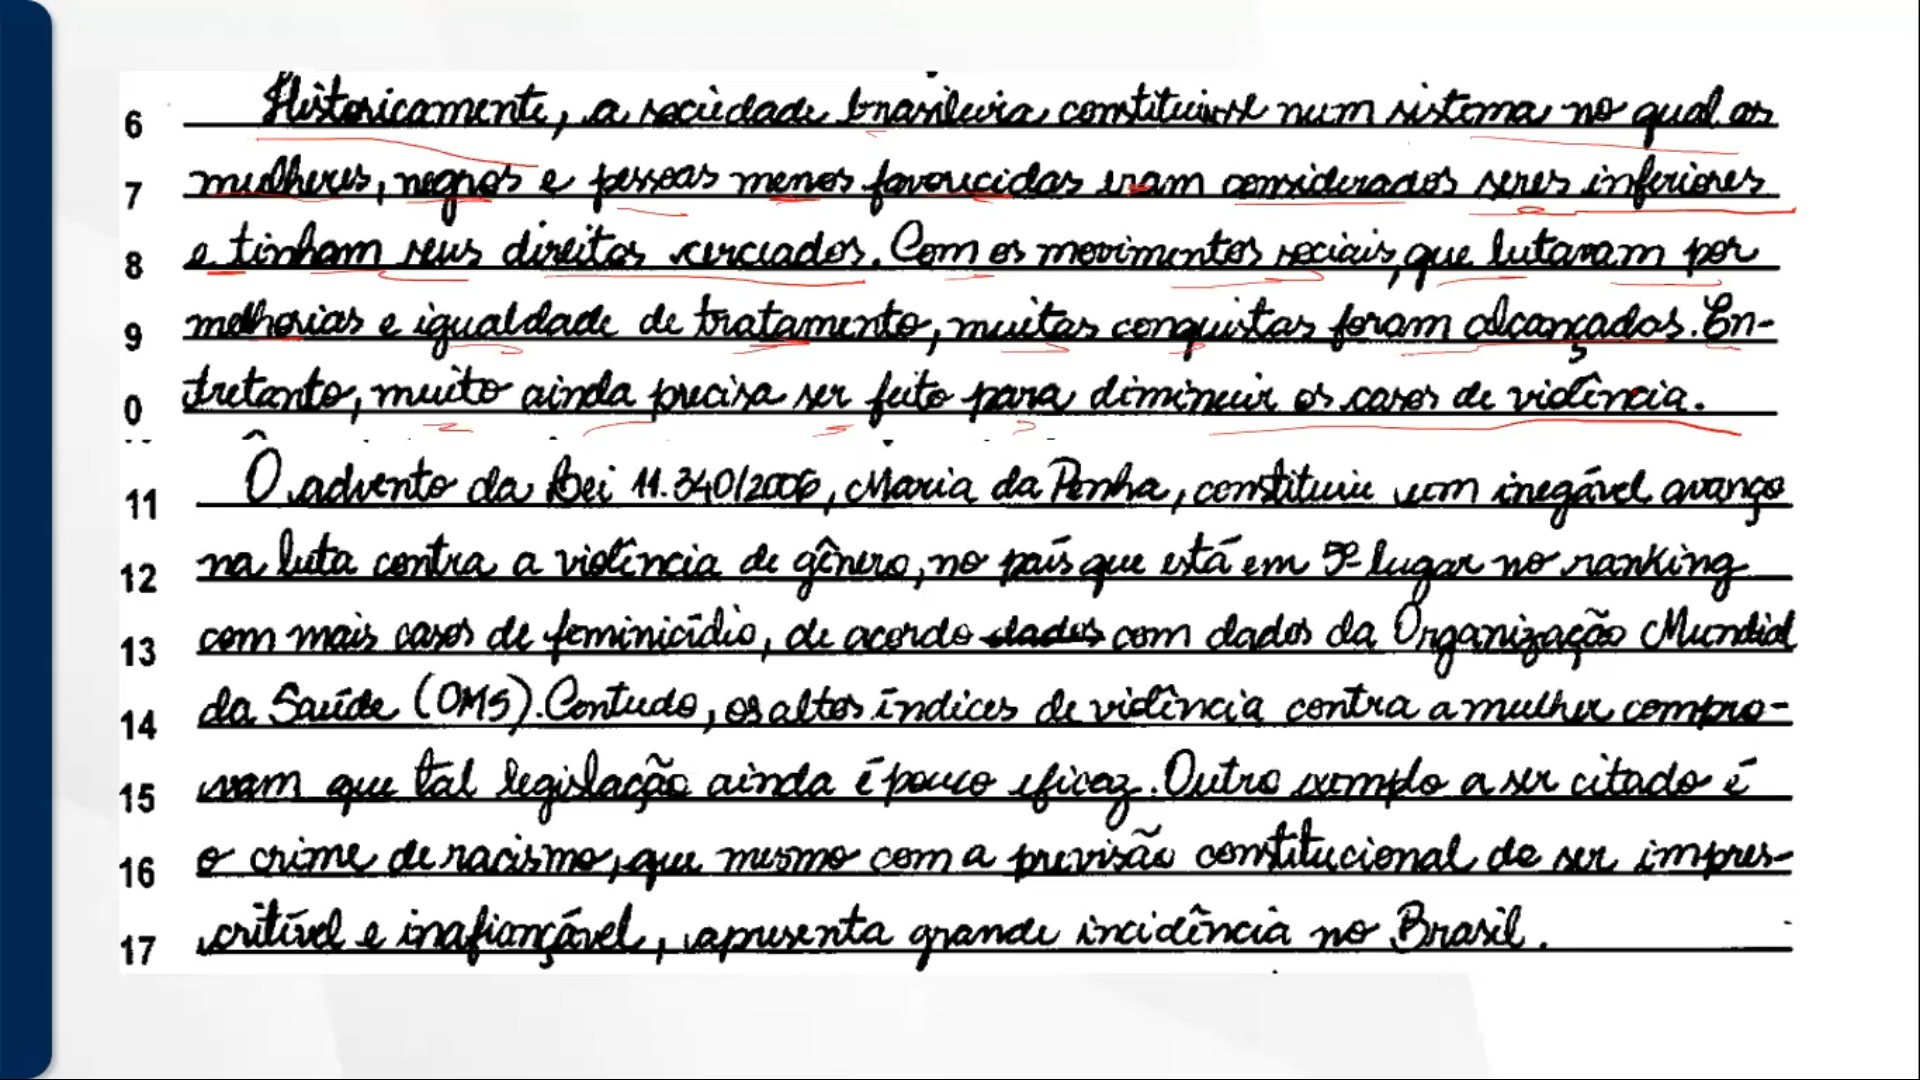 6 Historicamente, a sociedade brasileira constituiu-se num sistema no qual as
7 mulheres, negros e pessoas menos favorecidas eram considerados seres inferiores
8 e tinham seus direitos cerceados. Com os movimentos sociais, que lutavam por
9 melhorias e igualdade de tratamento, muitas conquistas foram alcançadas. En-
0 tretanto, muito ainda precisa ser feito para diminuir os casos de violência.
11 O advento da Lei 11.340/2006, Maria da Penha, constituiu um inegável avanço
12 na luta contra a violência de gênero, no país que está em 5º lugar no ranking
13 com mais casos de feminicídio, de acordo dados com dados da Organização Mundial
14 da Saúde (OMS). Contudo, os altos índices de violência contra a mulher compro-
15 vam que tal legislação ainda é pouco eficaz. Outro exemplo a ser citado é
16 o crime de racismo, que mesmo com a previsão constitucional de ser impres-
17 critível e inafiançável, apresenta grande incidência no Brasil.